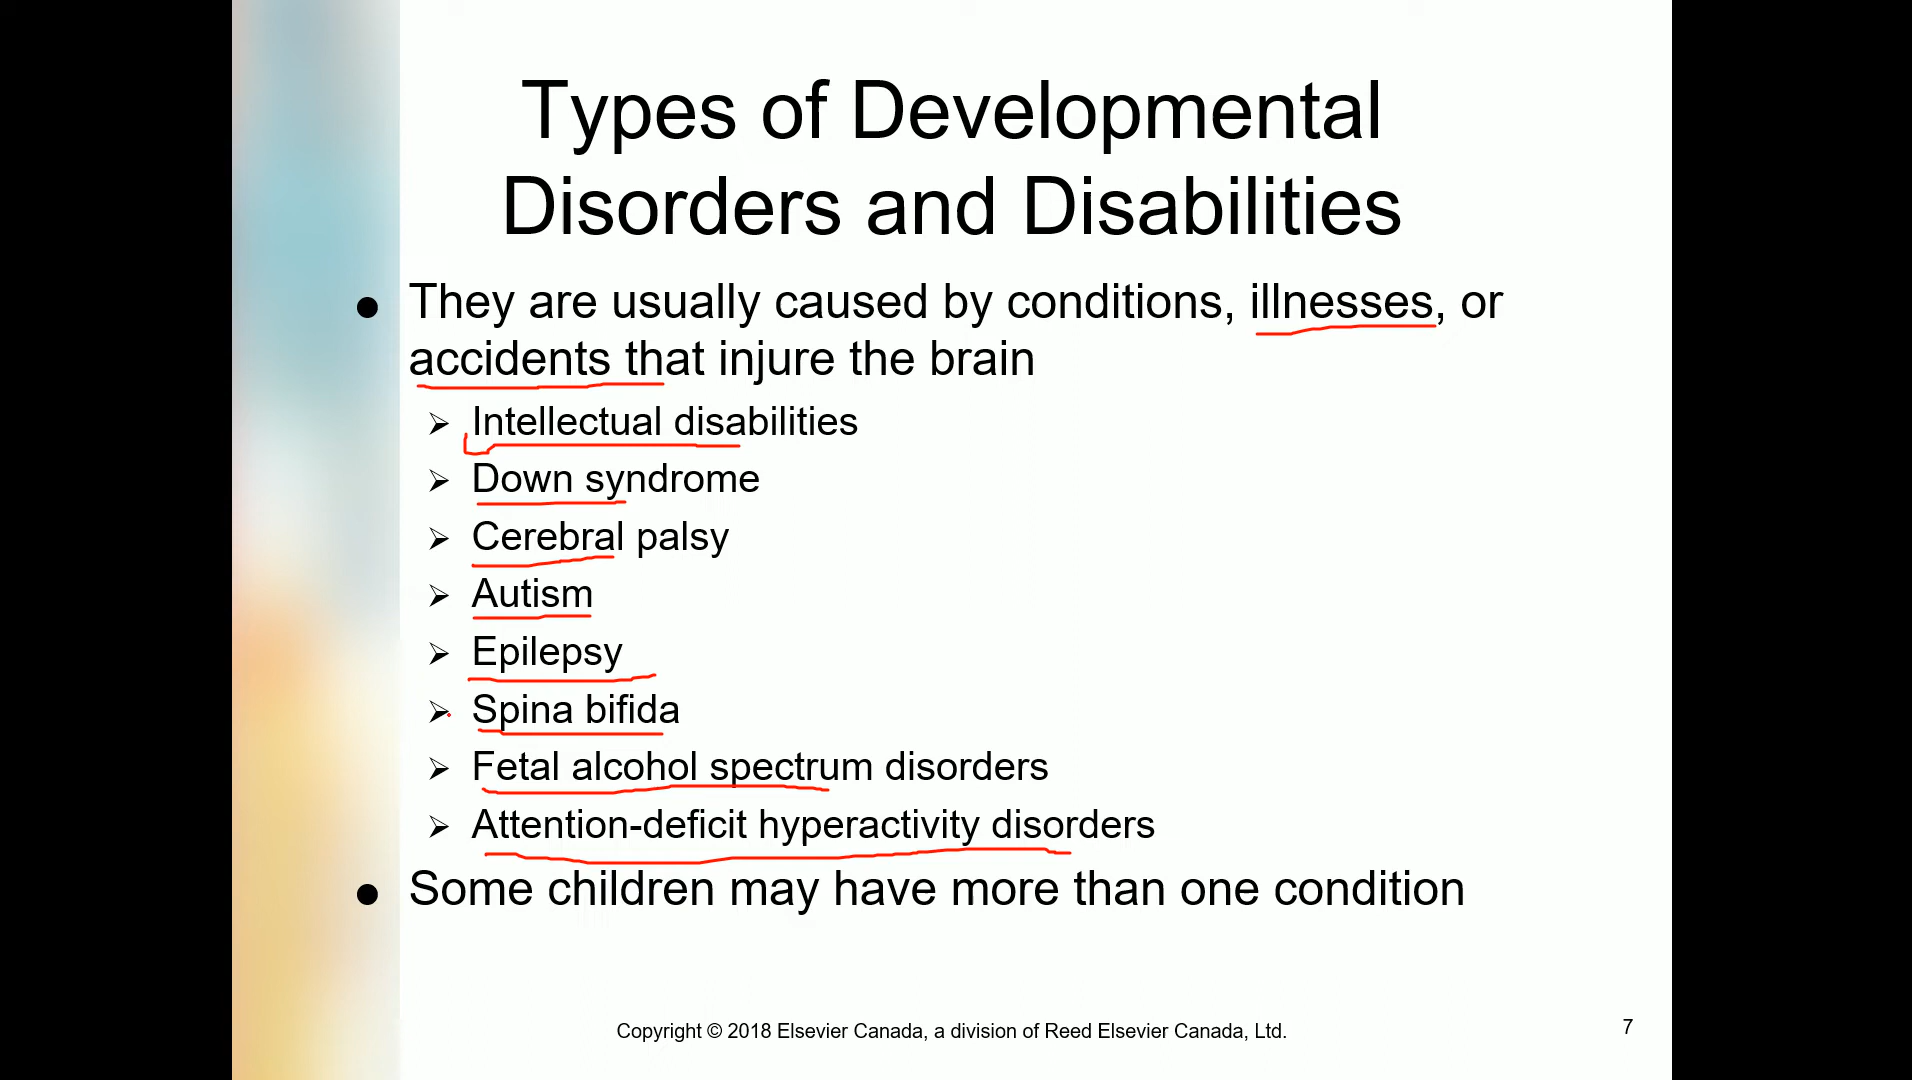 Types of Developmental
Disorders and Disabilities
● They are usually caused by conditions, illnesses, or
accidents that injure the brain
➢ Intellectual disabilities
➢ Down syndrome
➢ Cerebral palsy
➢ Autism
➢ Epilepsy
➢ Spina bifida
➢ Fetal alcohol spectrum disorders
➢ Attention-deficit hyperactivity disorders
● Some children may have more than one condition
Copyright © 2018 Elsevier Canada, a division of Reed Elsevier Canada, Ltd.
7